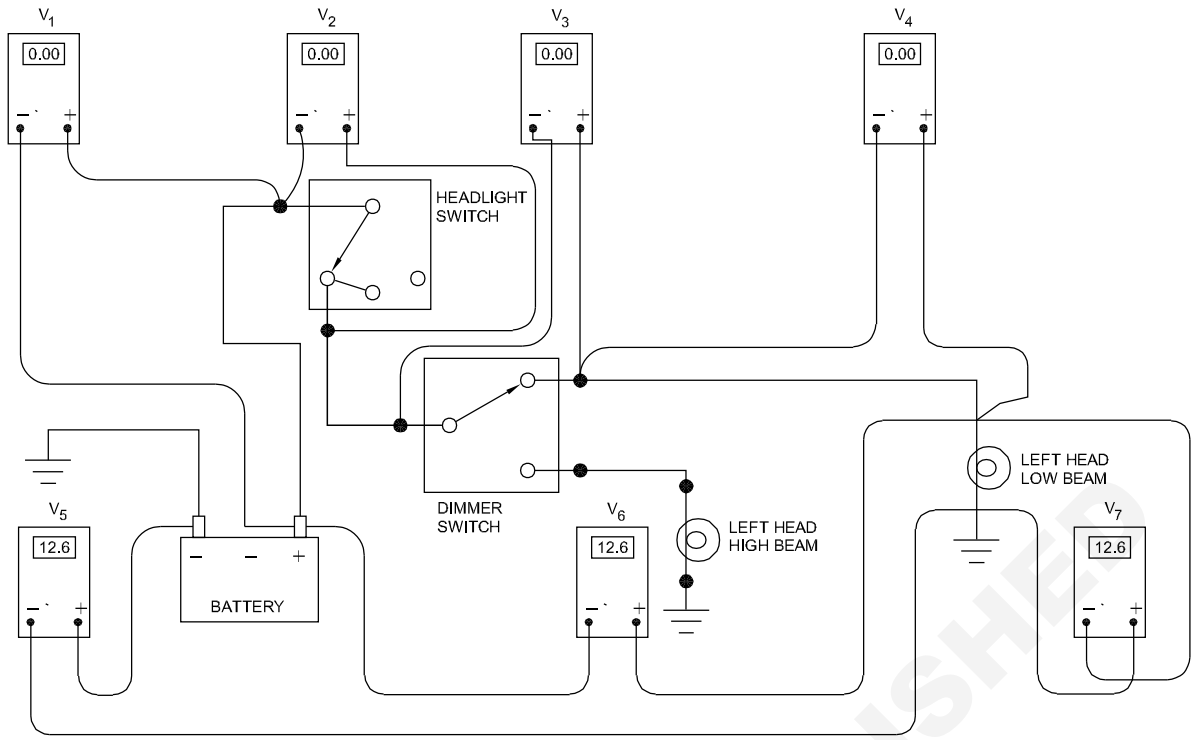 V1
V2
V3
V4
0.00
0.00
0.00
0.00
- +
- +
- +
- +
HEADLIGHT
SWITCH
LEFT HEAD
LOW BEAM
DIMMER
SWITCH
V5
V6
V7
LEFT HEAD
HIGH BEAM
12.6
12.6
12.6
- - +
BATTERY
- +
- +
- +
ISHED